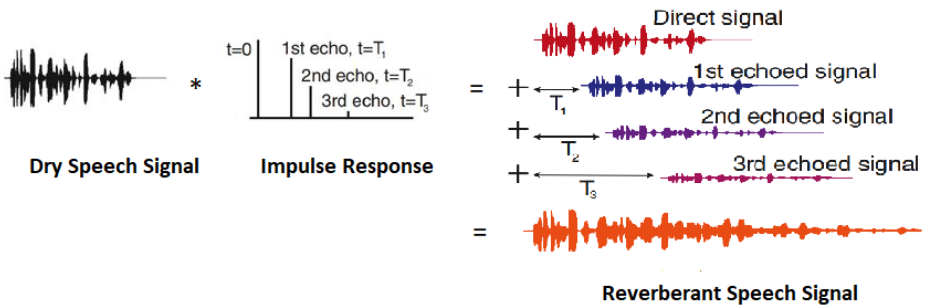 Direct signal
t=0
1st echo, t=T₁
2nd echo, t=T₂
3rd echo, t=T₃
*
=
+
T₁
1st echoed signal
+
T₂
2nd echoed signal
+
T₃
3rd echoed signal
Dry Speech Signal
Impulse Response
=
Reverberant Speech Signal